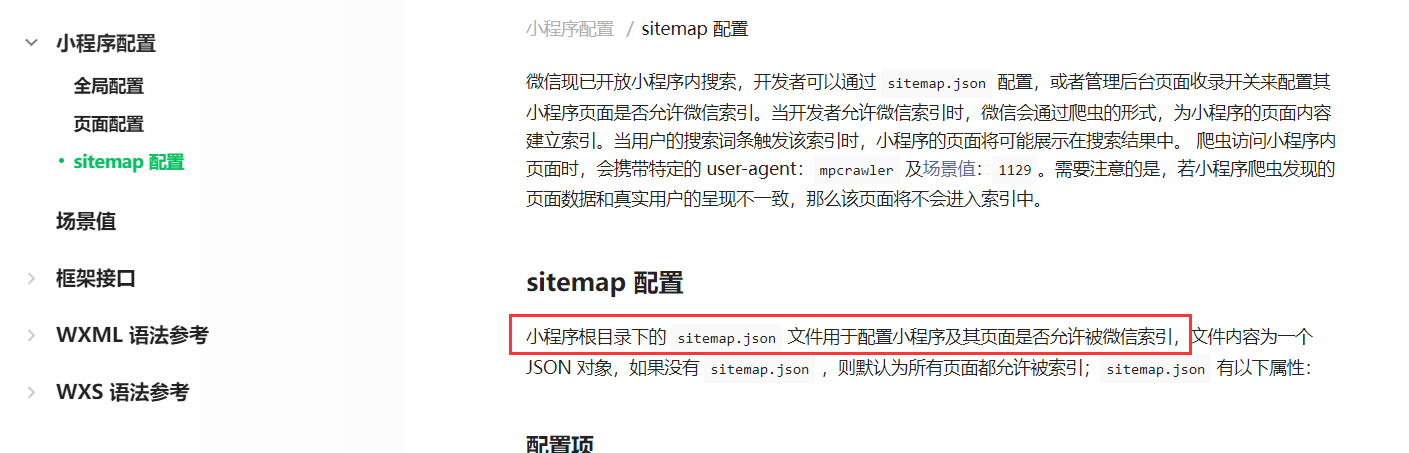 小程序配置
全局配置
页面配置
sitemap 配置
场景值
框架接口
WXML 语法参考
WXS 语法参考
小程序配置 / sitemap 配置
微信现已开放小程序内搜索，开发者可以通过 sitemap.json 配置，或者管理后台页面收录开关来配置其
小程序页面是否允许微信索引。当开发者允许微信索引时，微信会通过爬虫的形式，为小程序的页面内容
建立索引。当用户的搜索词条触发该索引时，小程序的页面将可能展示在搜索结果中。 爬虫访问小程序内
页面时，会携带特定的 user-agent：mpcrawler 及场景值：1129。需要注意的是，若小程序爬虫发现的
页面数据和真实用户的呈现不一致，那么该页面将不会进入索引中。
sitemap 配置
小程序根目录下的 sitemap.json 文件用于配置小程序及其页面是否允许被微信索引，文件内容为一个
JSON 对象，如果没有 sitemap.json ，则默认为所有页面都允许被索引；sitemap.json 有以下属性：
配置项